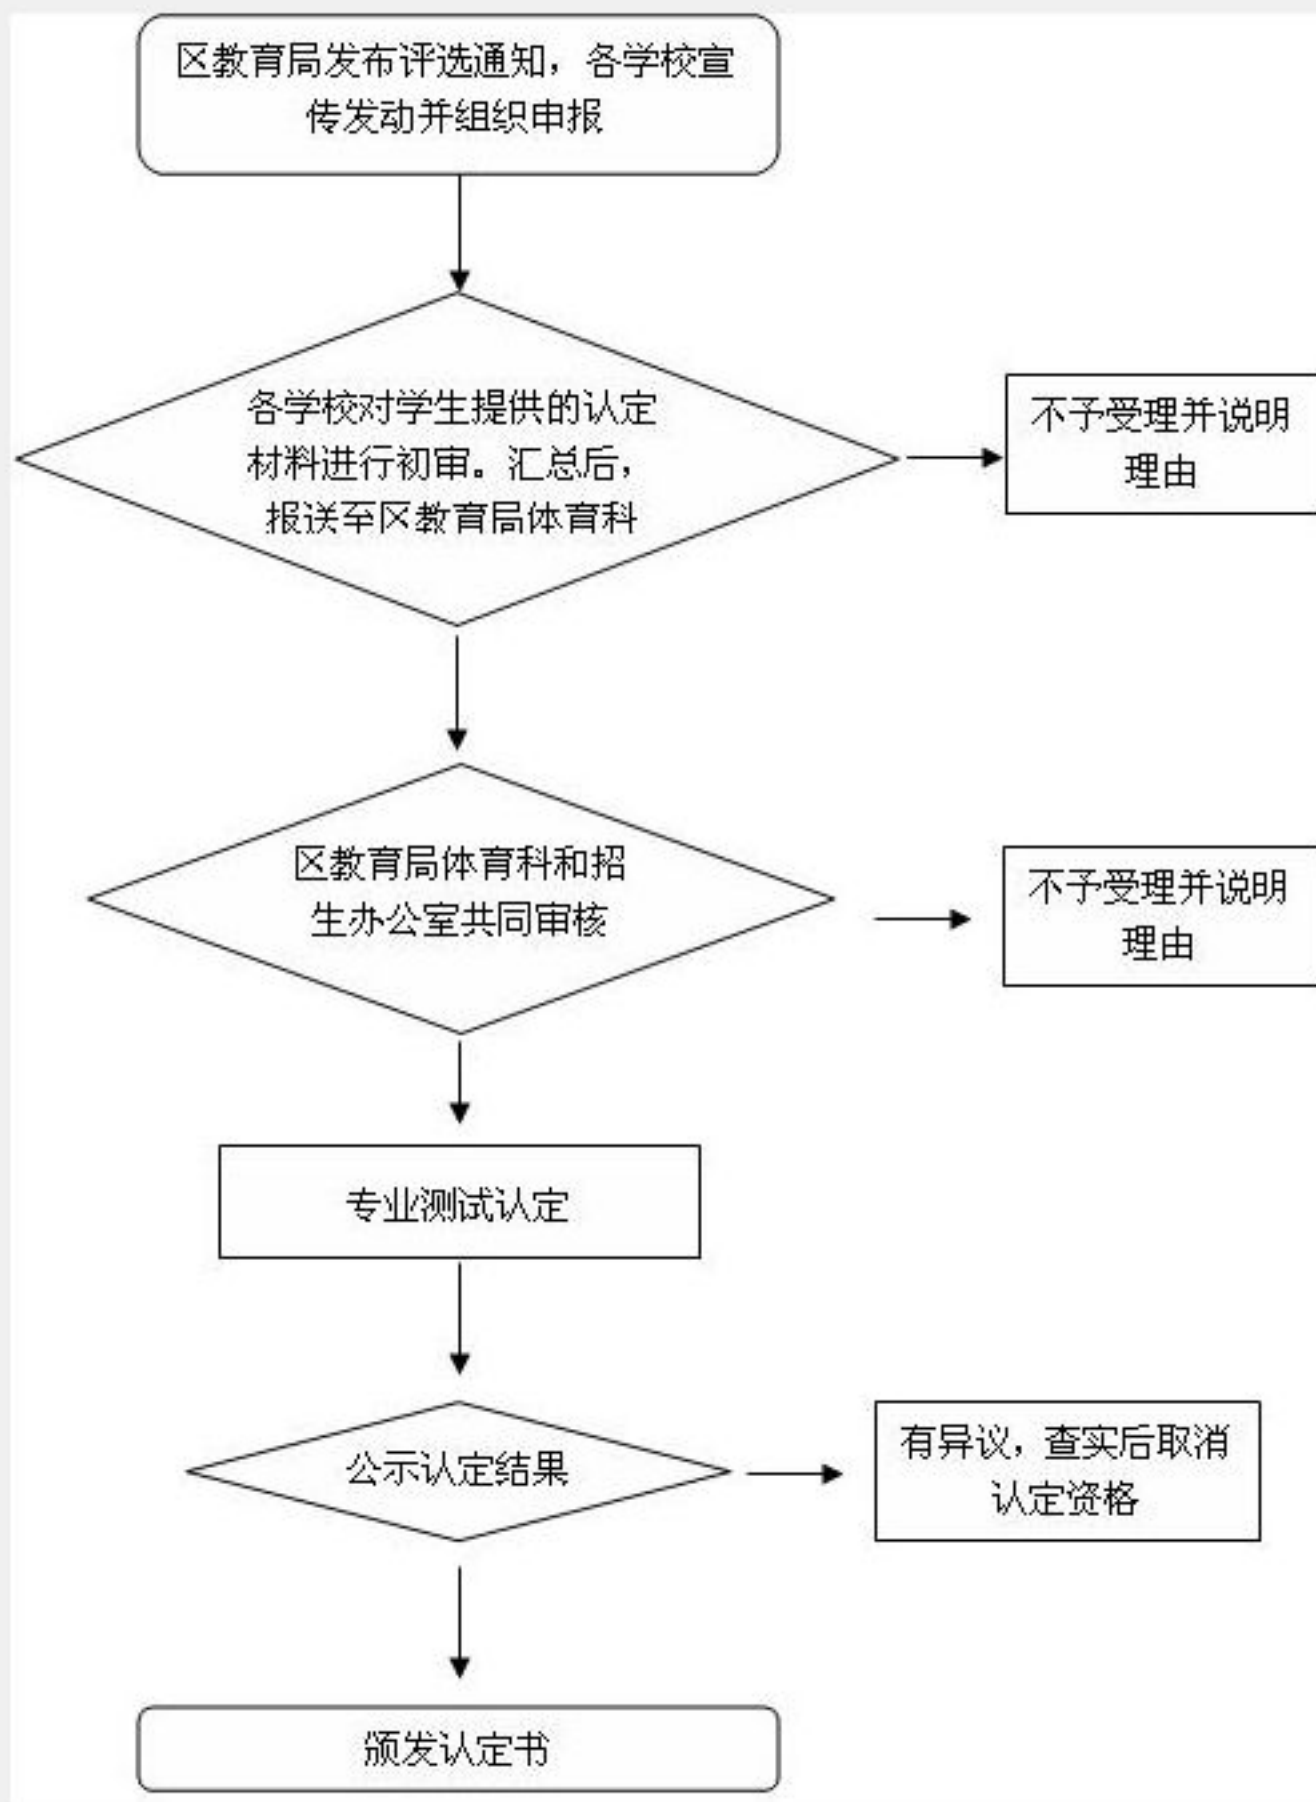 区教育局发布评选通知，各学校宣
传发动并组织申报
各学校对学生提供的认定
材料进行初审。汇总后，
报送至区教育局体育科
不予受理并说明
理由
区教育局体育科和招
生办公室共同审核
不予受理并说明
理由
专业测试认定
公示认定结果
有异议，查实后取消
认定资格
颁发认定书